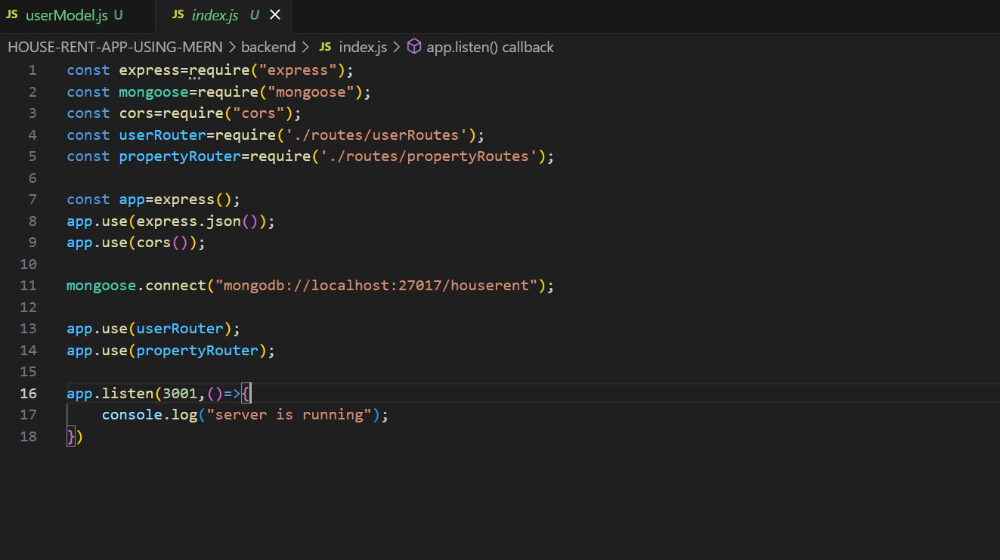 JS userModel.js U JS index.js U
HOUSE-RENT-APP-USING-MERN > backend > JS index.js > app.listen() callback
1 const express=require("express");
2 const mongoose=require("mongoose");
3 const cors=require("cors");
4 const userRouter=require('./routes/userRoutes');
5 const propertyRouter=require('./routes/propertyRoutes');
6
7 const app=express();
8 app.use(express.json());
9 app.use(cors());
10
11 mongoose.connect("mongodb://localhost:27017/houserent");
12
13 app.use(userRouter);
14 app.use(propertyRouter);
15
16 app.listen(3001,()=>{
17     console.log("server is running");
18 })